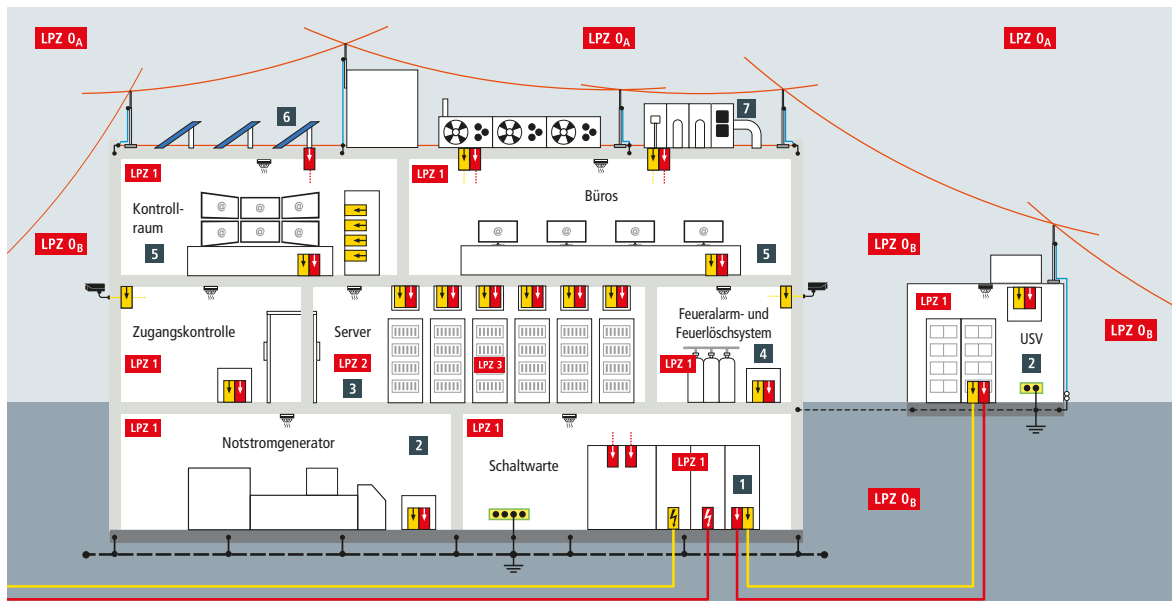 LPZ 0A
LPZ 0A
LPZ 0A
6
7
LPZ 1
LPZ 1
Kontroll-
raum
@ @ @ @
@ @ @ @
Büros
@ @ @ @
5
5
LPZ 0B
LPZ 0B
LPZ 0B
Zugangskontrolle
LPZ 1
Server
LPZ 2
3
LPZ 3
Feueralarm- und
Feuerlöschsystem
4
LPZ 1
LPZ 1
USV
2
LPZ 1
Notstromgenerator
2
LPZ 1
Schaltwarte
LPZ 1
1
LPZ 0B